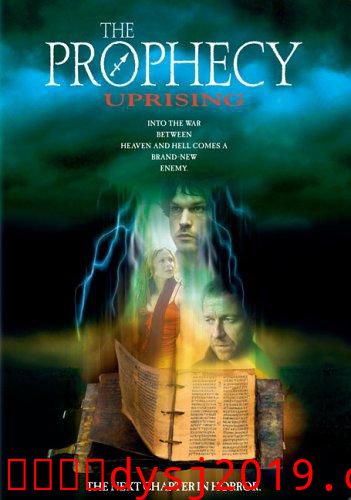 THE
PROPHECY
UPRISING
INTO THE WAR
BETWEEN
HEAVEN AND HELL COMES A
BRAND-NEW
ENEMY.
THE NEXT CHAPTER IN HORROR.
dysj2019.c